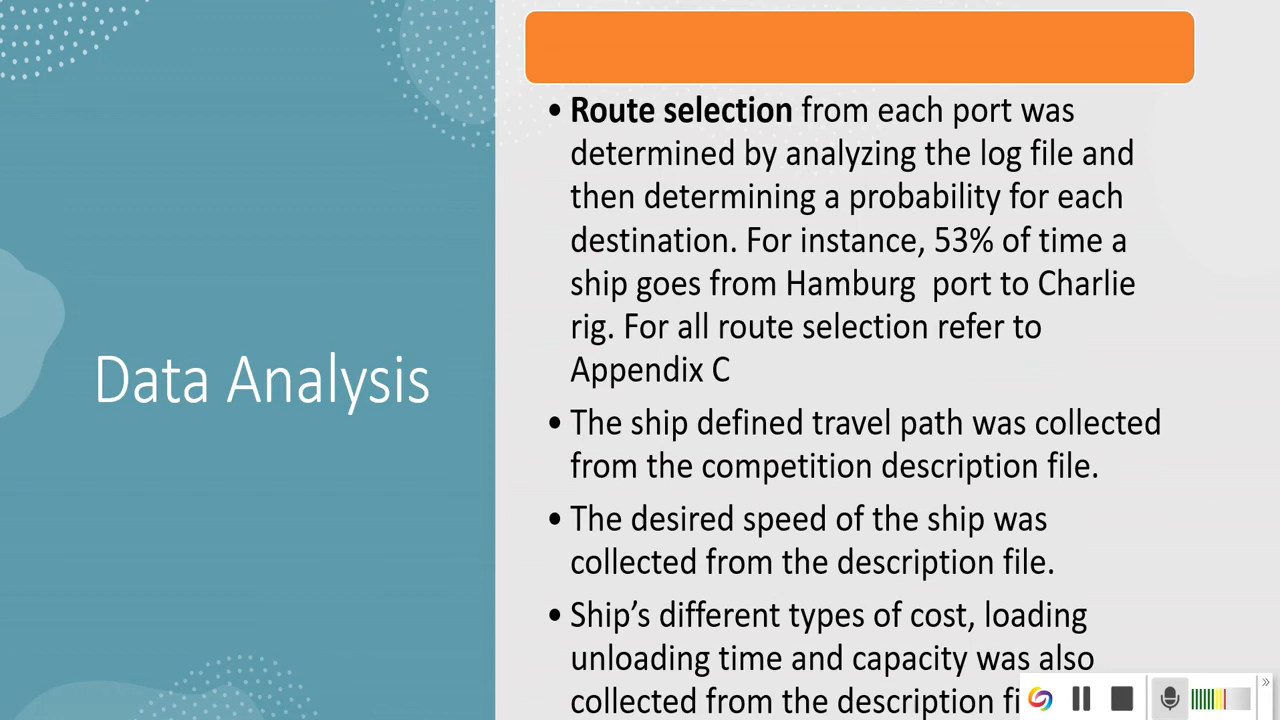 Data Analysis
• Route selection from each port was
determined by analyzing the log file and
then determining a probability for each
destination. For instance, 53% of time a
ship goes from Hamburg port to Charlie
rig. For all route selection refer to
Appendix C
• The ship defined travel path was collected
from the competition description file.
• The desired speed of the ship was
collected from the description file.
• Ship’s different types of cost, loading
unloading time and capacity was also
collected from the description
»